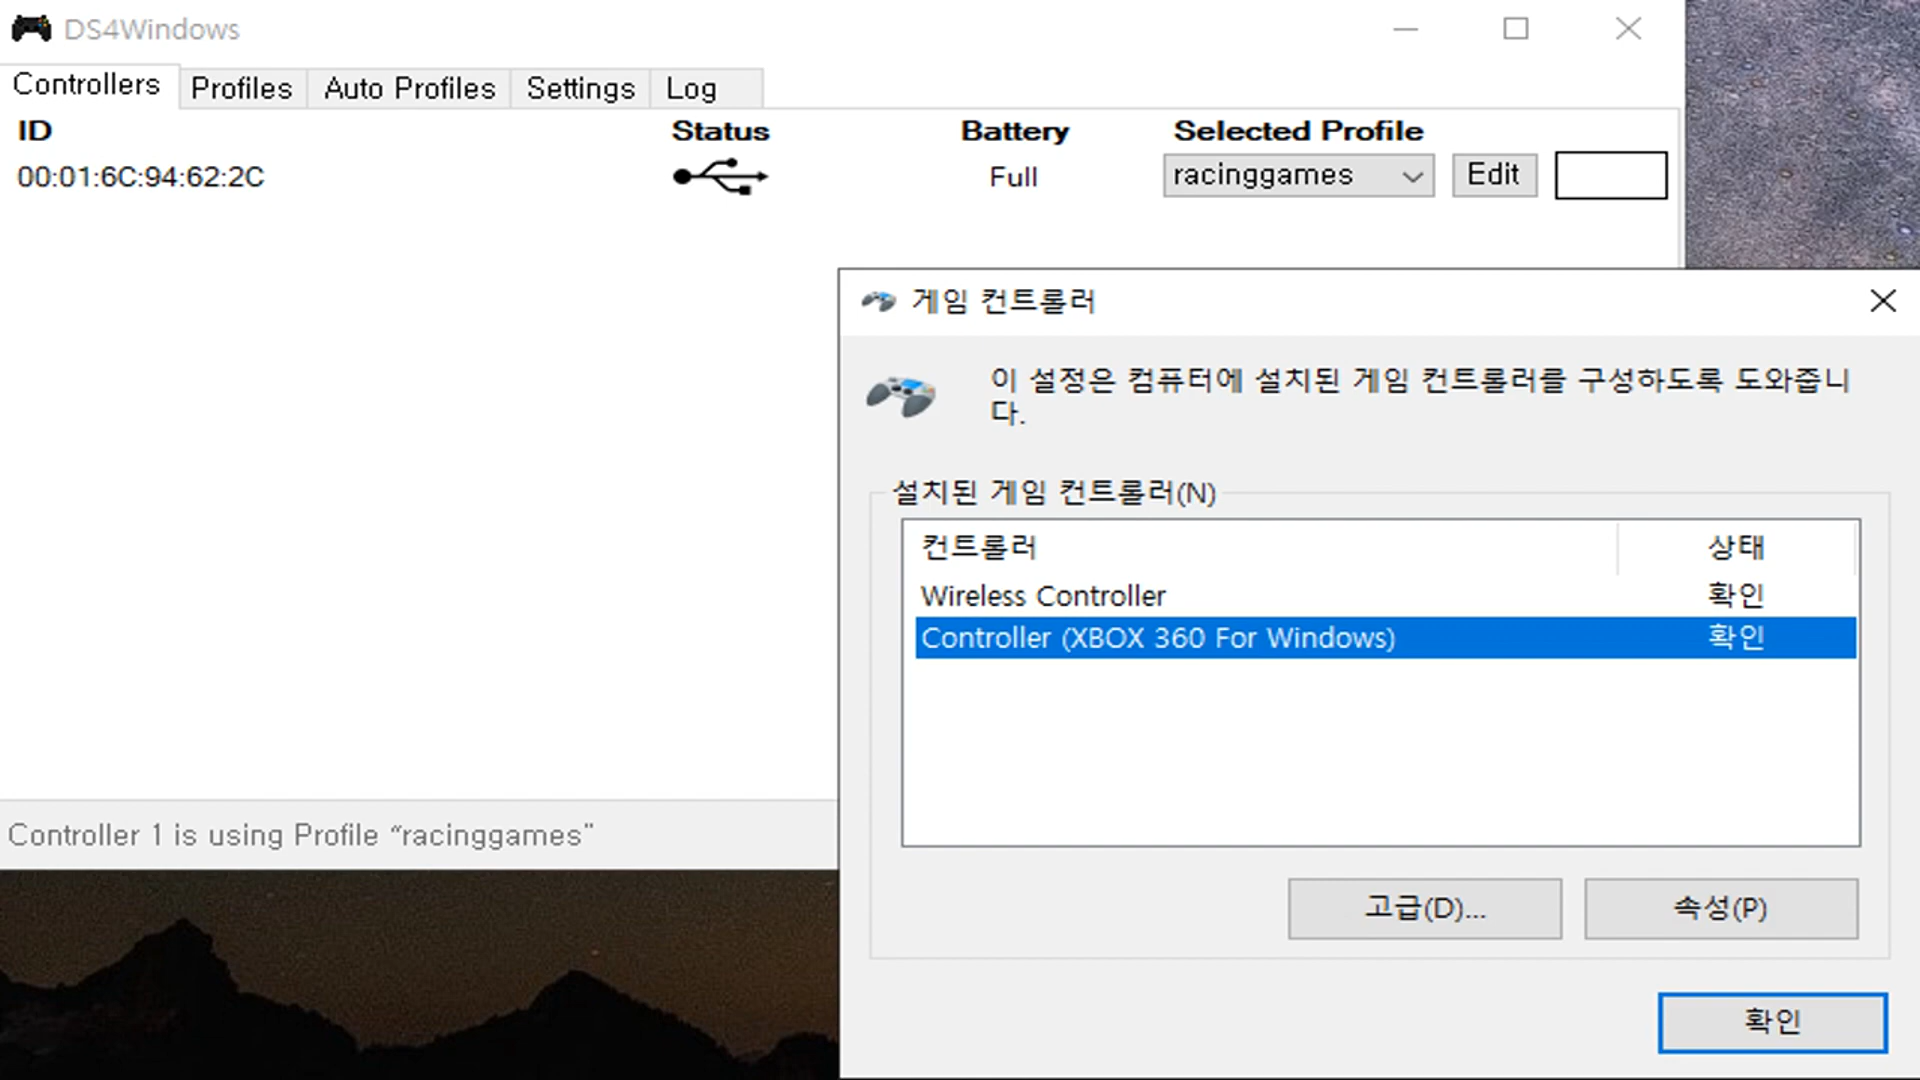 DS4Windows
Controllers Profiles Auto Profiles Settings Log
ID Status Battery Selected Profile
00:01:6C:94:62:2C Full racinggames Edit
게임 컨트롤러
이 설정은 컴퓨터에 설치된 게임 컨트롤러를 구성하도록 도와줍니
다.
설치된 게임 컨트롤러(N)
컨트롤러 상태
Wireless Controller 확인
Controller (XBOX 360 For Windows) 확인
Controller 1 is using Profile “racinggames"
고급(D)... 속성(P)
확인